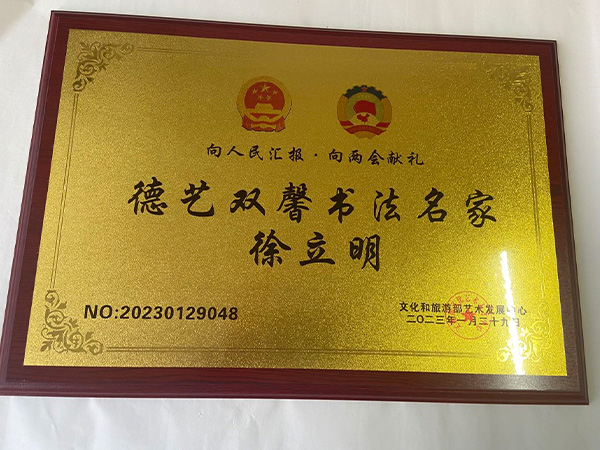 向人民汇报·向两会献礼
德艺双馨书法名家
徐立明
NO:20230129048
文化和旅游部艺术发展中心
二〇二三年一月二十九日